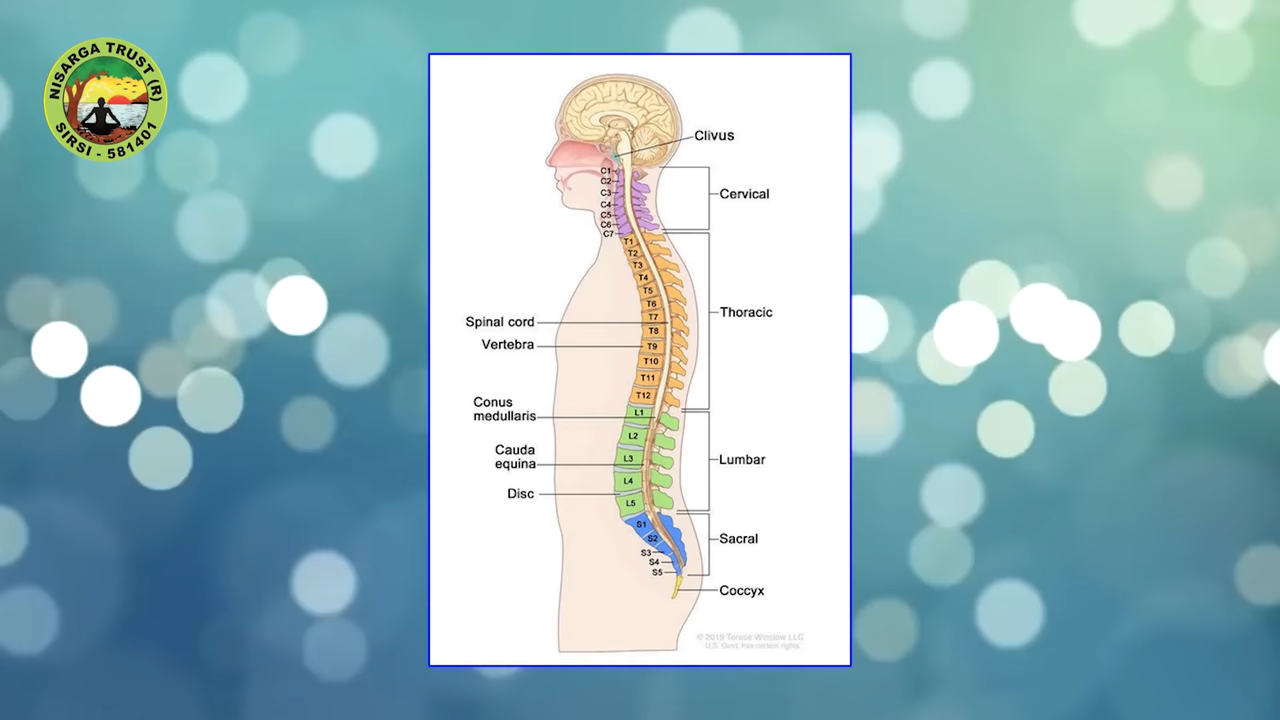 NISARGA TRUST (R)
SIRSI - 581401
Clivus
C1
C2
C3
C4
C5
C6
C7
Cervical
T1
T2
T3
T4
T5
T6
T7
T8
T9
T10
T11
T12
Thoracic
Spinal cord
Vertebra
Conus
medullaris
L1
L2
L3
L4
L5
Cauda
equina
Lumbar
Disc
S1
S2
S3
S4
S5
Sacral
Coccyx
© 2019 Terese Winslow LLC
U.S. Govt. has certain rights